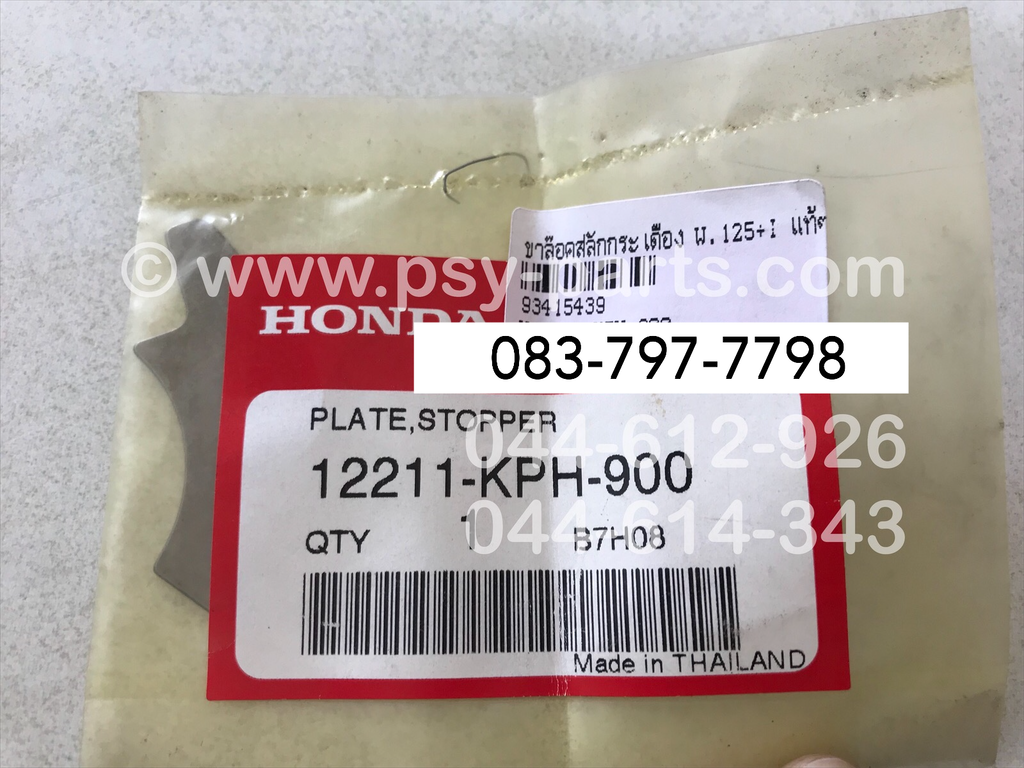 ขาล๊อคสลักกระเดื่อง W.125+I แท้ๆ
© www.psy-parts.com
93415439
HONDA
083-797-7798
PLATE,STOPPER
044-612-926
12211-KPH-900
044-614-343
QTY 1 B7H08
Made in THAILAND